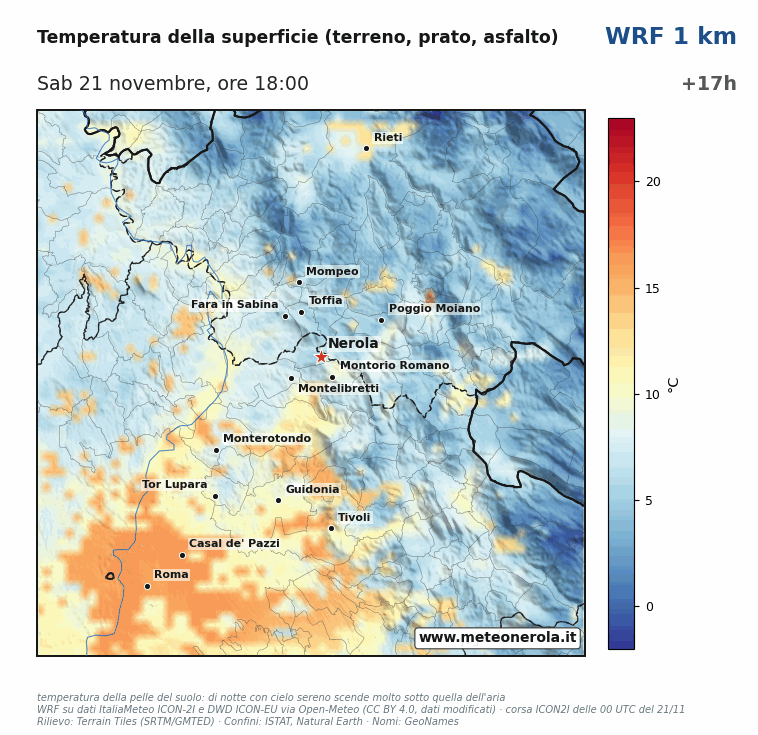 Temperatura della superficie (terreno, prato, asfalto)
WRF 1 km
Sab 21 novembre, ore 18:00
+17h
Rieti
Mompeo
Toffia
Fara in Sabina
Poggio Moiano
Nerola
Montorio Romano
Montelibretti
Monterotondo
Tor Lupara
Guidonia
Tivoli
Casal de' Pazzi
Roma
www.meteonerola.it
20
15
10
5
0
°C
temperatura della pelle del suolo: di notte con cielo sereno scende molto sotto quella dell'aria
WRF su dati ItaliaMeteo ICON-2I e DWD ICON-EU via Open-Meteo (CC BY 4.0, dati modificati) · corsa ICON2I delle 00 UTC del 21/11
Rilievo: Terrain Tiles (SRTM/GMTED) · Confini: ISTAT, Natural Earth · Nomi: GeoNames